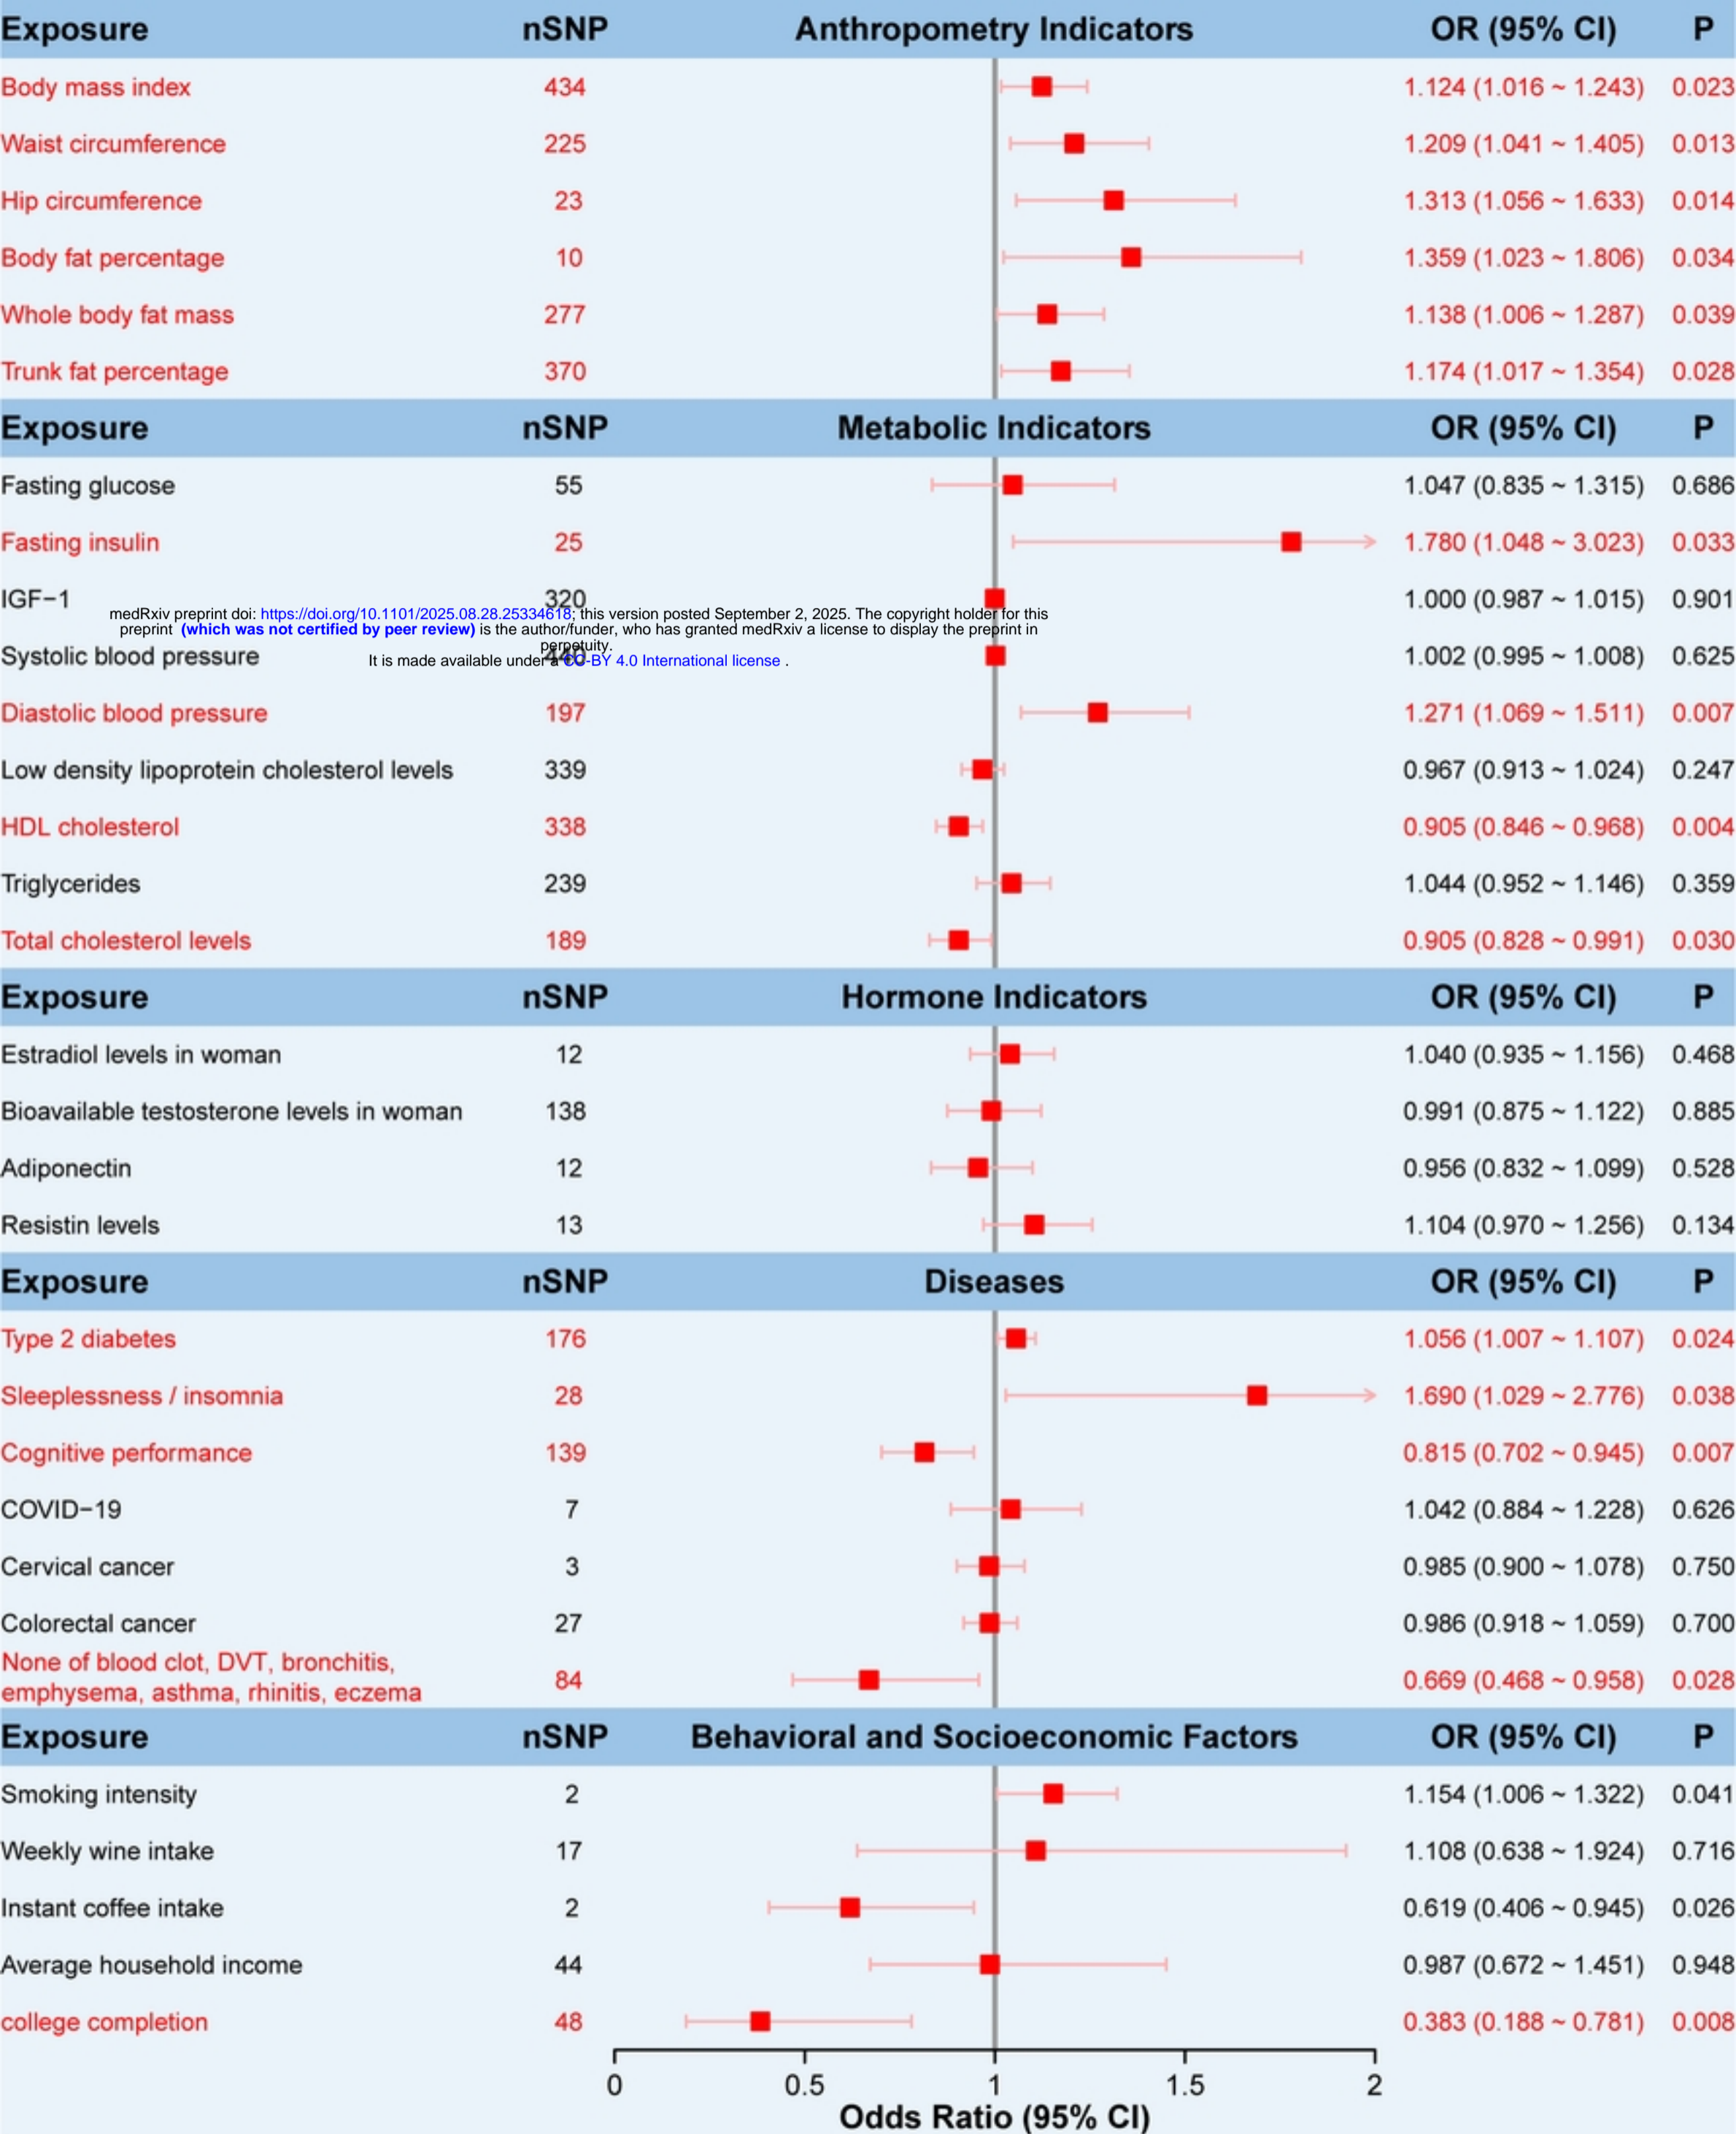 Exposure nSNP Anthropometry Indicators OR (95% CI) P
Body mass index 434 1.124 (1.016 ~ 1.243) 0.023
Waist circumference 225 1.209 (1.041 ~ 1.405) 0.013
Hip circumference 23 1.313 (1.056 ~ 1.633) 0.014
Body fat percentage 10 1.359 (1.023 ~ 1.806) 0.034
Whole body fat mass 277 1.138 (1.006 ~ 1.287) 0.039
Trunk fat percentage 370 1.174 (1.017 ~ 1.354) 0.028
Exposure nSNP Metabolic Indicators OR (95% CI) P
Fasting glucose 55 1.047 (0.835 ~ 1.315) 0.686
Fasting insulin 25 1.780 (1.048 ~ 3.023) 0.033
IGF−1 320 1.000 (0.987 ~ 1.015) 0.901
medRxiv preprint doi: https://doi.org/10.1101/2025.08.28.25334618; this version posted September 2, 2025. The copyright holder for this
preprint (which was not certified by peer review) is the author/funder, who has granted medRxiv a license to display the preprint in
perpetuity.
It is made available under a CC-BY 4.0 International license .
Systolic blood pressure 440 1.002 (0.995 ~ 1.008) 0.625
Diastolic blood pressure 197 1.271 (1.069 ~ 1.511) 0.007
Low density lipoprotein cholesterol levels 339 0.967 (0.913 ~ 1.024) 0.247
HDL cholesterol 338 0.905 (0.846 ~ 0.968) 0.004
Triglycerides 239 1.044 (0.952 ~ 1.146) 0.359
Total cholesterol levels 189 0.905 (0.828 ~ 0.991) 0.030
Exposure nSNP Hormone Indicators OR (95% CI) P
Estradiol levels in woman 12 1.040 (0.935 ~ 1.156) 0.468
Bioavailable testosterone levels in woman 138 0.991 (0.875 ~ 1.122) 0.885
Adiponectin 12 0.956 (0.832 ~ 1.099) 0.528
Resistin levels 13 1.104 (0.970 ~ 1.256) 0.134
Exposure nSNP Diseases OR (95% CI) P
Type 2 diabetes 176 1.056 (1.007 ~ 1.107) 0.024
Sleeplessness / insomnia 28 1.690 (1.029 ~ 2.776) 0.038
Cognitive performance 139 0.815 (0.702 ~ 0.945) 0.007
COVID−19 7 1.042 (0.884 ~ 1.228) 0.626
Cervical cancer 3 0.985 (0.900 ~ 1.078) 0.750
Colorectal cancer 27 0.986 (0.918 ~ 1.059) 0.700
None of blood clot, DVT, bronchitis,
emphysema, asthma, rhinitis, eczema 84 0.669 (0.468 ~ 0.958) 0.028
Exposure nSNP Behavioral and Socioeconomic Factors OR (95% CI) P
Smoking intensity 2 1.154 (1.006 ~ 1.322) 0.041
Weekly wine intake 17 1.108 (0.638 ~ 1.924) 0.716
Instant coffee intake 2 0.619 (0.406 ~ 0.945) 0.026
Average household income 44 0.987 (0.672 ~ 1.451) 0.948
college completion 48 0.383 (0.188 ~ 0.781) 0.008
0 0.5 1 1.5 2
Odds Ratio (95% CI)